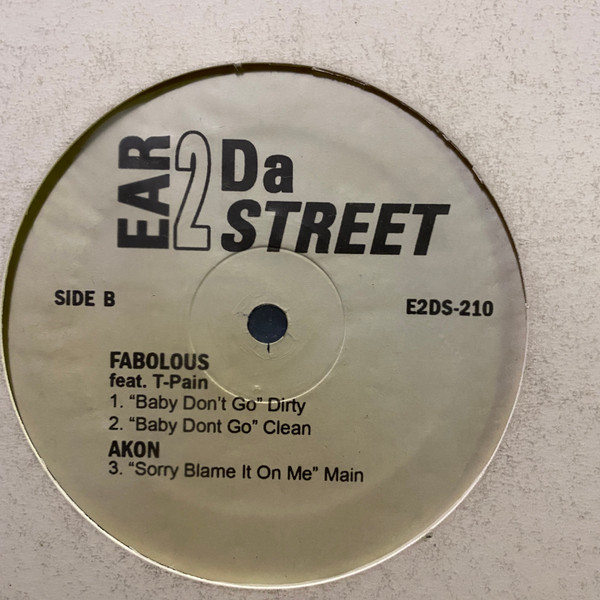 EAR 2 Da
STREET
SIDE B
E2DS-210
FABOLOUS
feat. T-Pain
1. “Baby Don't Go” Dirty
2. “Baby Dont Go” Clean
AKON
3. “Sorry Blame It On Me” Main